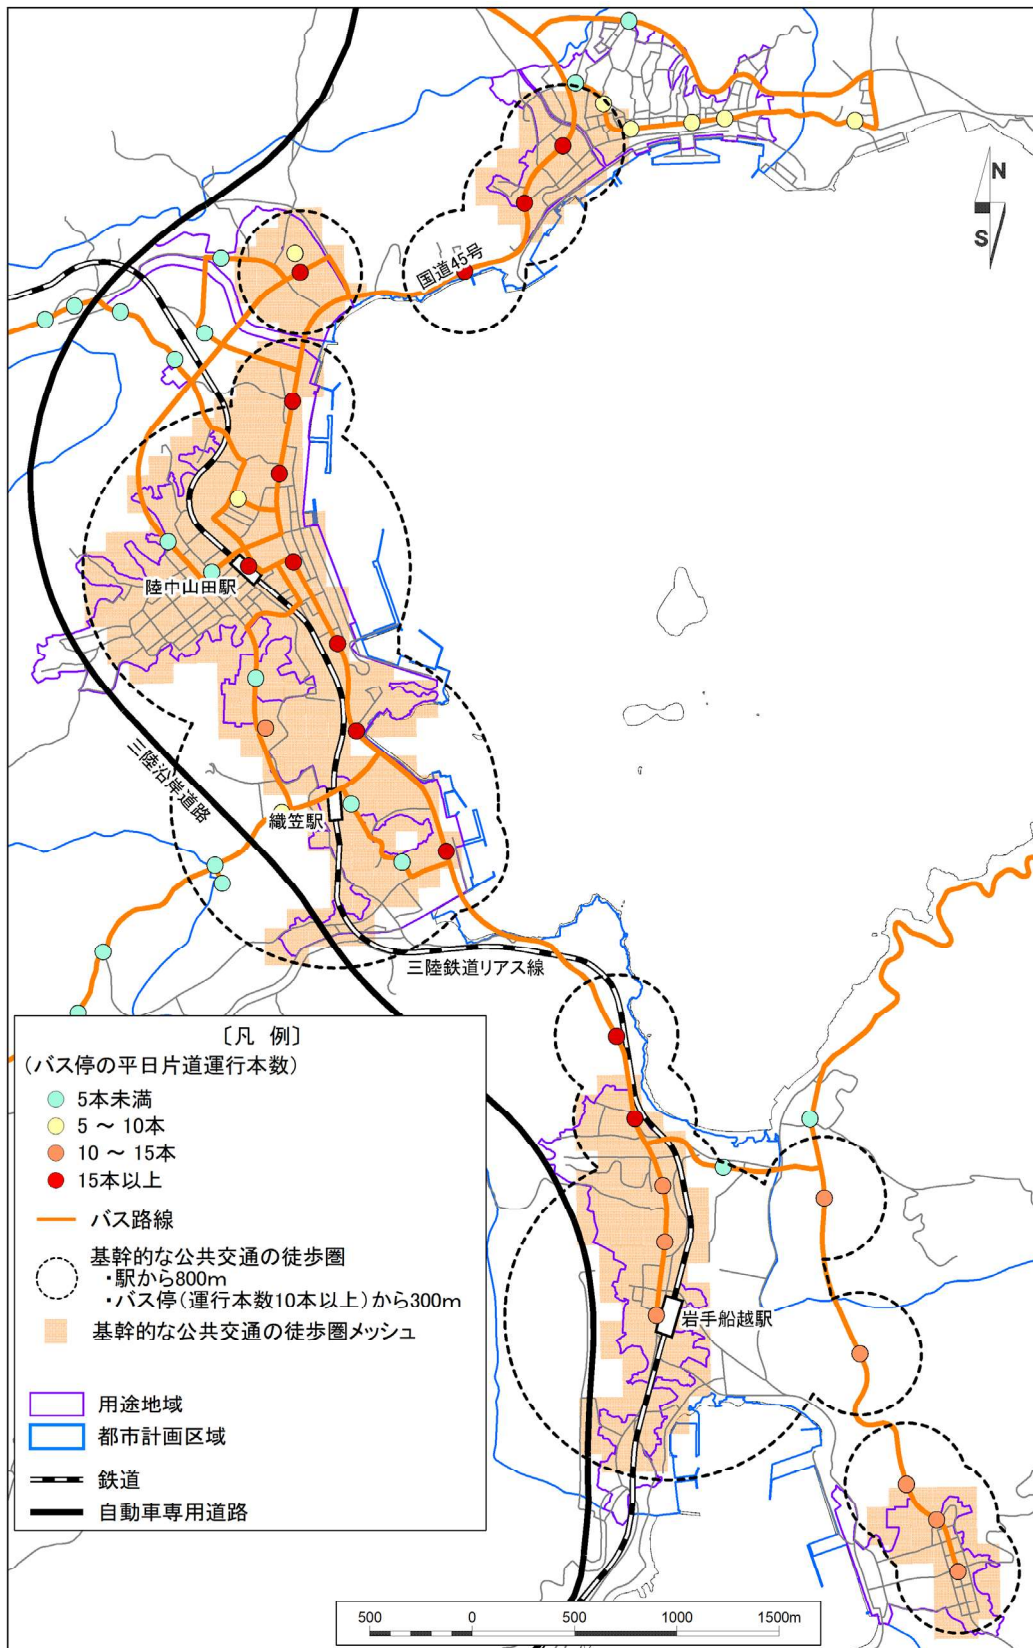 N
S
国道45号
陸中山田駅
三陸沿岸道路
織笠駅
三陸鉄道リアス線
〔凡 例〕
(バス停の平日片道運行本数)
5本未満
5 ～ 10本
10 ～ 15本
15本以上
バス路線
基幹的な公共交通の徒歩圏
・駅から800m
・バス停(運行本数10本以上)から300m
基幹的な公共交通の徒歩圏メッシュ
岩手船越駅
用途地域
都市計画区域
鉄道
自動車専用道路
500 0 500 1000 1500m